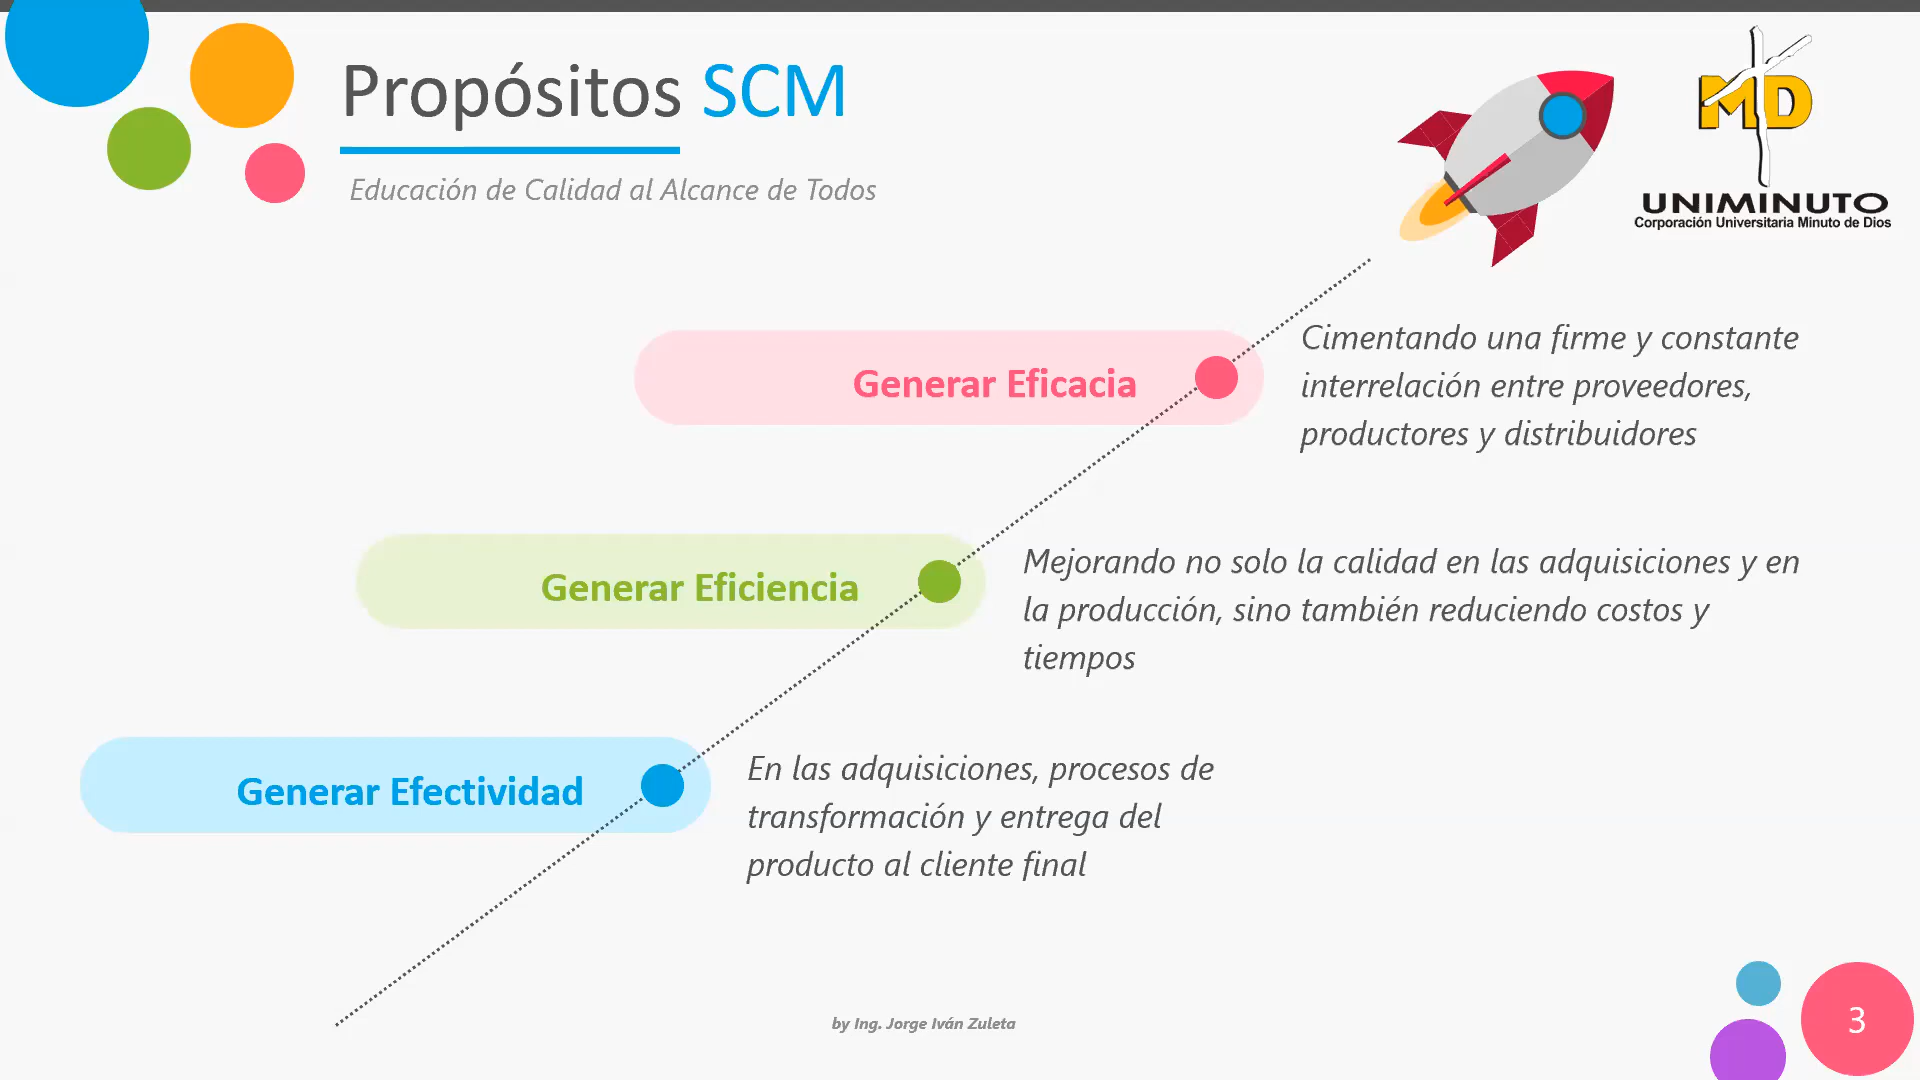 Propósitos SCM
Educación de Calidad al Alcance de Todos
MD
UNIMINUTO
Corporación Universitaria Minuto de Dios
Generar Eficacia
Cimentando una firme y constante
interrelación entre proveedores,
productores y distribuidores
Generar Eficiencia
Mejorando no solo la calidad en las adquisiciones y en
la producción, sino también reduciendo costos y
tiempos
Generar Efectividad
En las adquisiciones, procesos de
transformación y entrega del
producto al cliente final
by Ing. Jorge Iván Zuleta
3